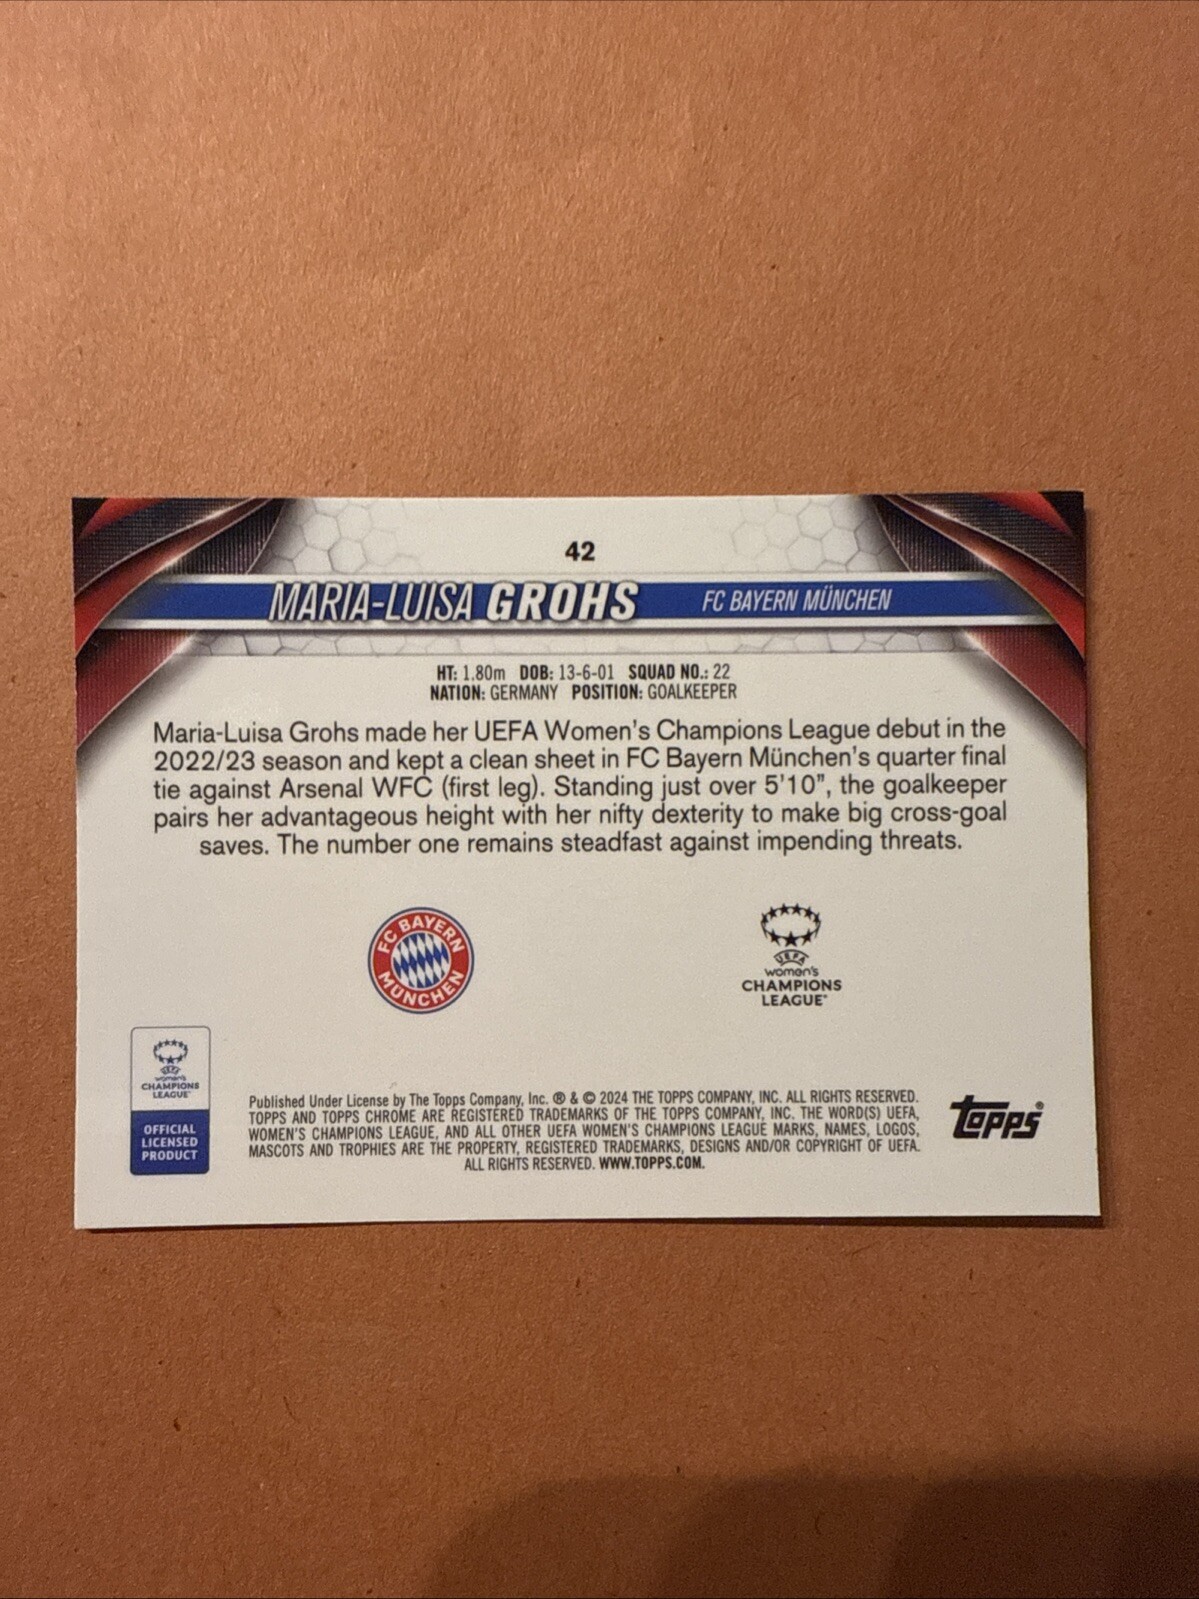 42
MARIA-LUISA GROHS FC BAYERN MÜNCHEN
HT: 1.80m DOB: 13-6-01 SQUAD NO.: 22
NATION: GERMANY POSITION: GOALKEEPER
Maria-Luisa Grohs made her UEFA Women's Champions League debut in the
2022/23 season and kept a clean sheet in FC Bayern München's quarter final
tie against Arsenal WFC (first leg). Standing just over 5'10", the goalkeeper
pairs her advantageous height with her nifty dexterity to make big cross-goal
saves. The number one remains steadfast against impending threats.
FC BAYERN
MÜNCHEN
UEFA
women's
CHAMPIONS
LEAGUE
UEFA
women's
CHAMPIONS
LEAGUE
OFFICIAL
LICENSED
PRODUCT
Published Under License by The Topps Company, Inc. ® & © 2024 THE TOPPS COMPANY, INC. ALL RIGHTS RESERVED.
TOPPS AND TOPPS CHROME ARE REGISTERED TRADEMARKS OF THE TOPPS COMPANY, INC. THE WORD(S) UEFA,
WOMEN'S CHAMPIONS LEAGUE, AND ALL OTHER UEFA WOMEN'S CHAMPIONS LEAGUE MARKS, NAMES, LOGOS,
MASCOTS AND TROPHIES ARE THE PROPERTY, REGISTERED TRADEMARKS, DESIGNS AND/OR COPYRIGHT OF UEFA.
ALL RIGHTS RESERVED. WWW.TOPPS.COM.
topps®